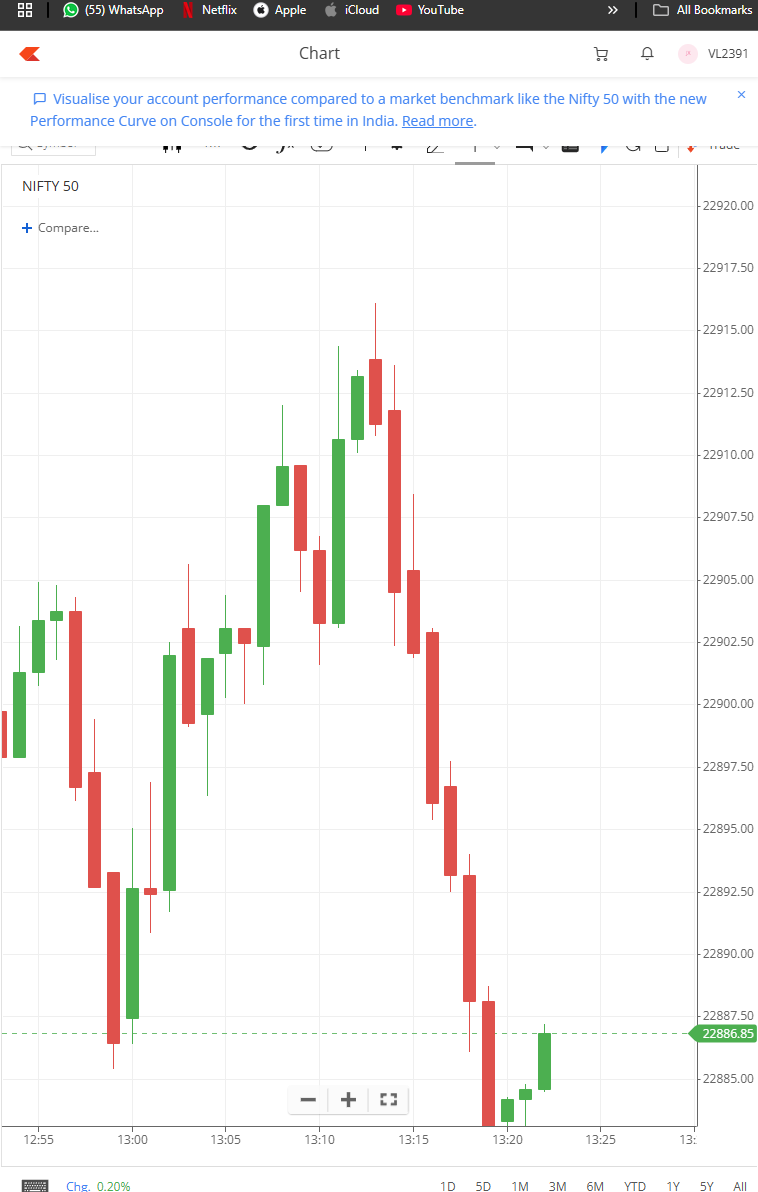 (55) WhatsApp Netflix Apple iCloud YouTube » All Bookmarks
Chart VL2391
Visualise your account performance compared to a market benchmark like the Nifty 50 with the new
Performance Curve on Console for the first time in India. Read more.
NIFTY 50
22920.00
+ Compare...
22917.50
22915.00
22912.50
22910.00
22907.50
22905.00
22902.50
22900.00
22897.50
22895.00
22892.50
22890.00
22887.50
22886.85
22885.00
12:55 13:00 13:05 13:10 13:15 13:20 13:25 13:
Chg. 0.20% 1D 5D 1M 3M 6M YTD 1Y 5Y All